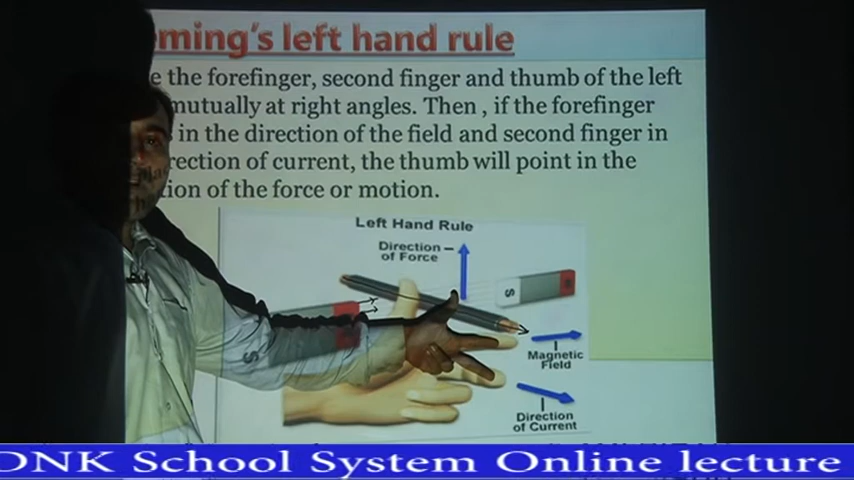 ming's left hand rule
e the forefinger, second finger and thumb of the left
mutually at right angles. Then , if the forefinger
in the direction of the field and second finger in
rection of current, the thumb will point in the
tion of the force or motion.
Left Hand Rule
Direction
of Force
S
S
Magnetic
Field
Direction
of Current
DNK School System Online lecture